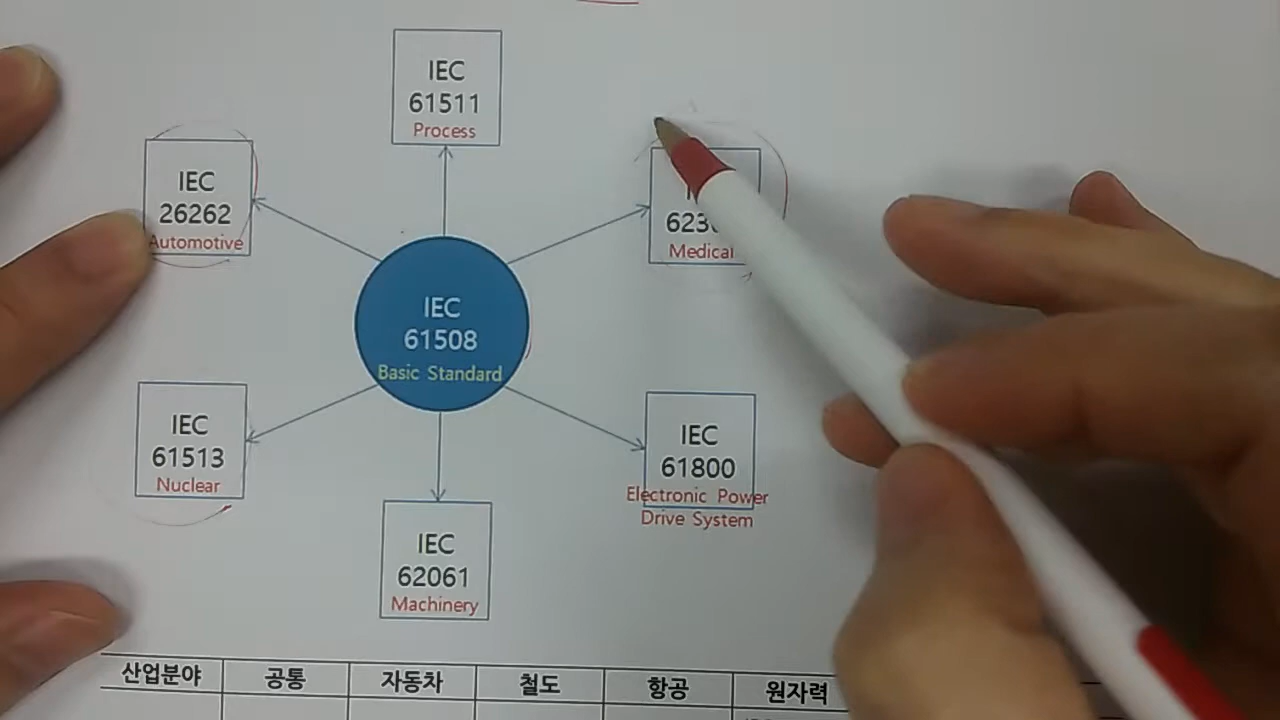 IEC
61511
Process
IEC
26262
Automotive
Medical
IEC
61508
Basic Standard
IEC
61513
Nuclear
IEC
61800
Electronic Power
Drive System
IEC
62061
Machinery
산업분야 공통 자동차 철도 항공 원자력